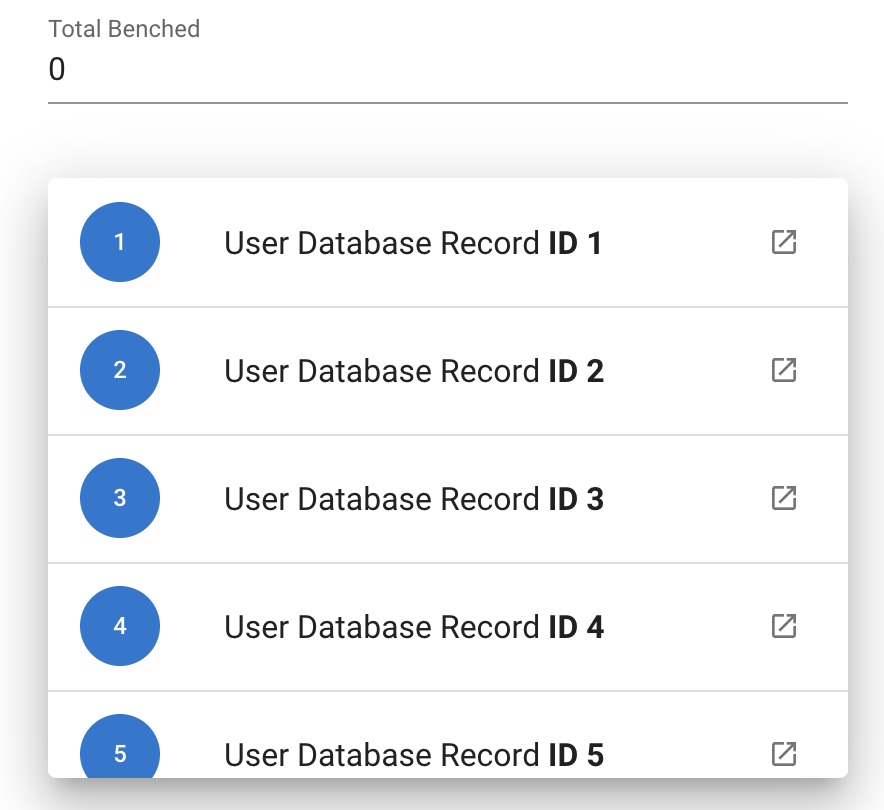 Total Benched
0
1 User Database Record ID 1
2 User Database Record ID 2
3 User Database Record ID 3
4 User Database Record ID 4
5 User Database Record ID 5